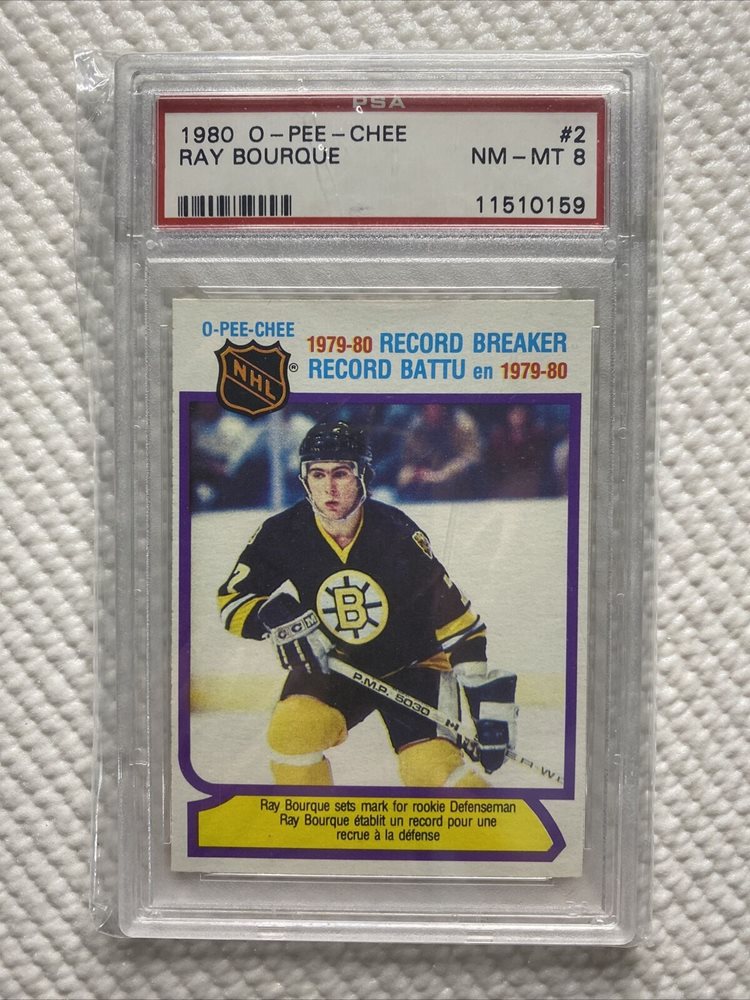 PSA
1980 O-PEE-CHEE #2
RAY BOURQUE NM-MT 8
11510159
O-PEE-CHEE
NHL ®
1979-80 RECORD BREAKER
RECORD BATTU en 1979-80
7
B
CCM
P.M.P. 5030
Ray Bourque sets mark for rookie Defenseman
Ray Bourque établit un record pour une
recrue à la défense